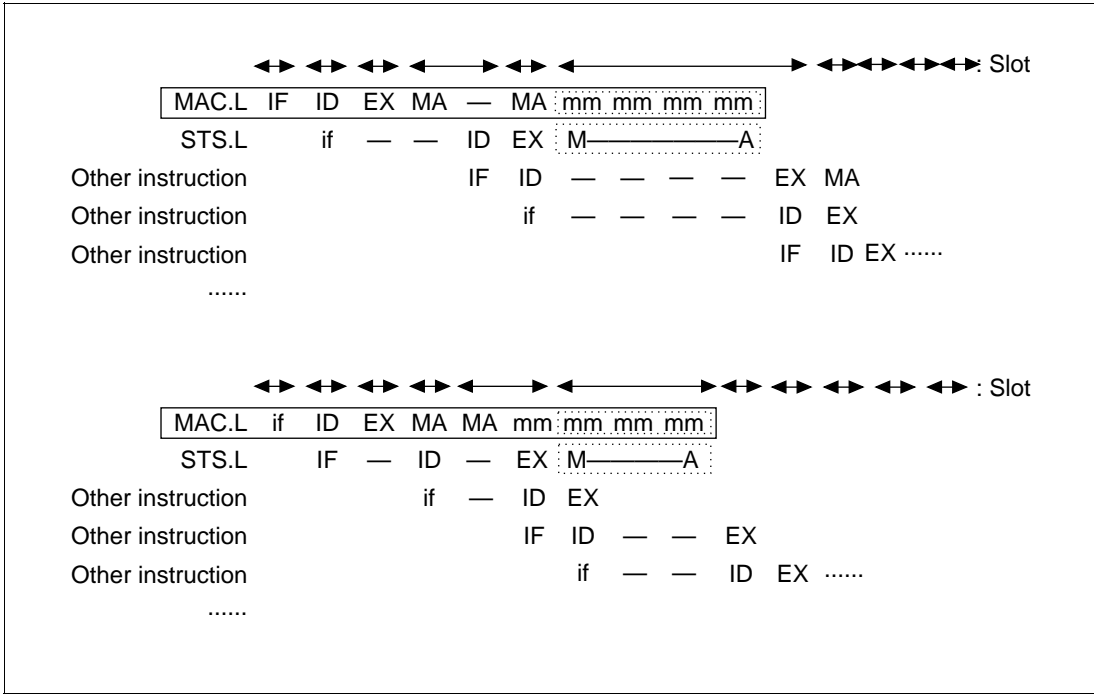 : Slot
MAC.L IF ID EX MA — MA mm mm mm mm
STS.L if — — ID EX M————————A
Other instruction IF ID — — — — EX MA
Other instruction if — — — — ID EX
Other instruction IF ID EX ······
······
: Slot
MAC.L if ID EX MA MA mm mm mm mm
STS.L IF — ID — EX M—————A
Other instruction if — ID EX
Other instruction IF ID — — EX
Other instruction if — — ID EX ······
······